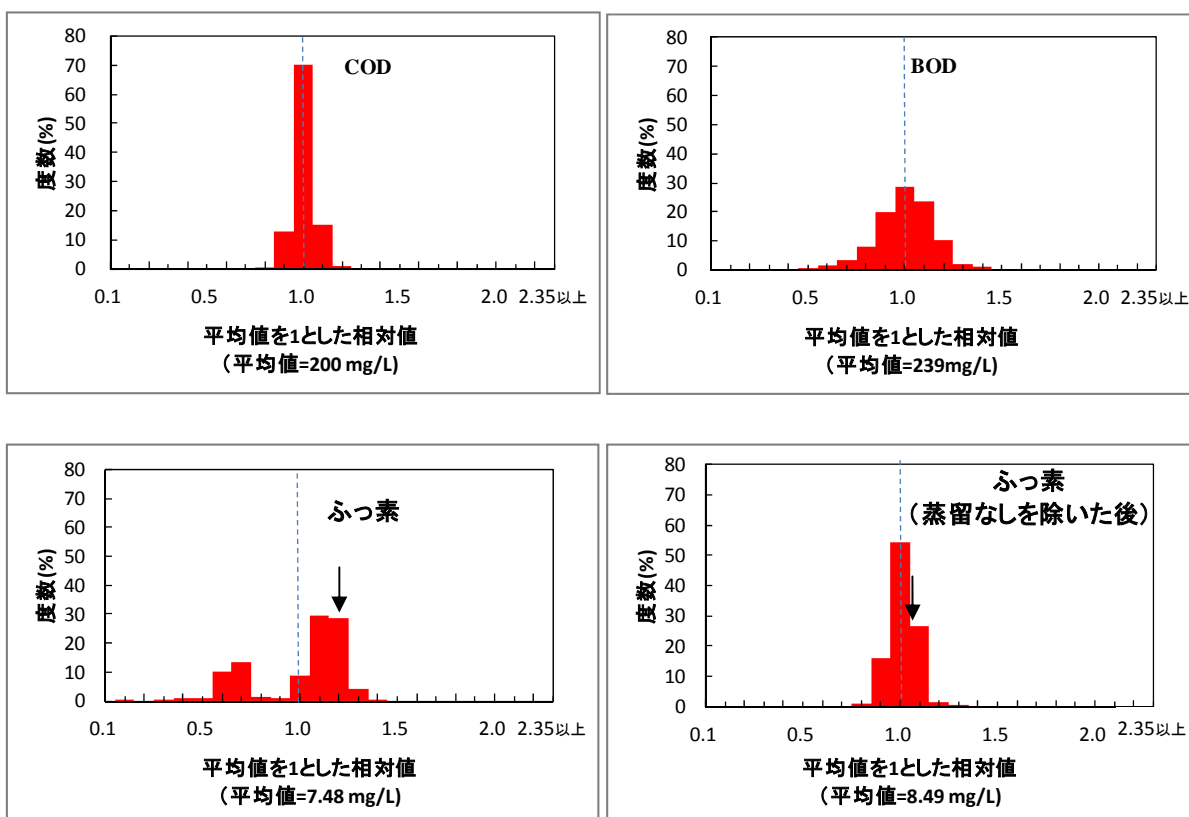 COD
80
70
60
50
40
30
20
10
0
度数(%)
0.1 0.5 1.0 1.5 2.0 2.35以上
平均値を1とした相対値
（平均値=200 mg/L)
BOD
80
70
60
50
40
30
20
10
0
度数(%)
0.1 0.5 1.0 1.5 2.0 2.35以上
平均値を1とした相対値
（平均値=239mg/L)
ふっ素
80
70
60
50
40
30
20
10
0
度数(%)
0.1 0.5 1.0 1.5 2.0 2.35以上
平均値を1とした相対値
（平均値=7.48 mg/L)
ふっ素
（蒸留なしを除いた後）
80
70
60
50
40
30
20
10
0
度数(%)
0.1 0.5 1.0 1.5 2.0 2.35以上
平均値を1とした相対値
（平均値=8.49 mg/L)